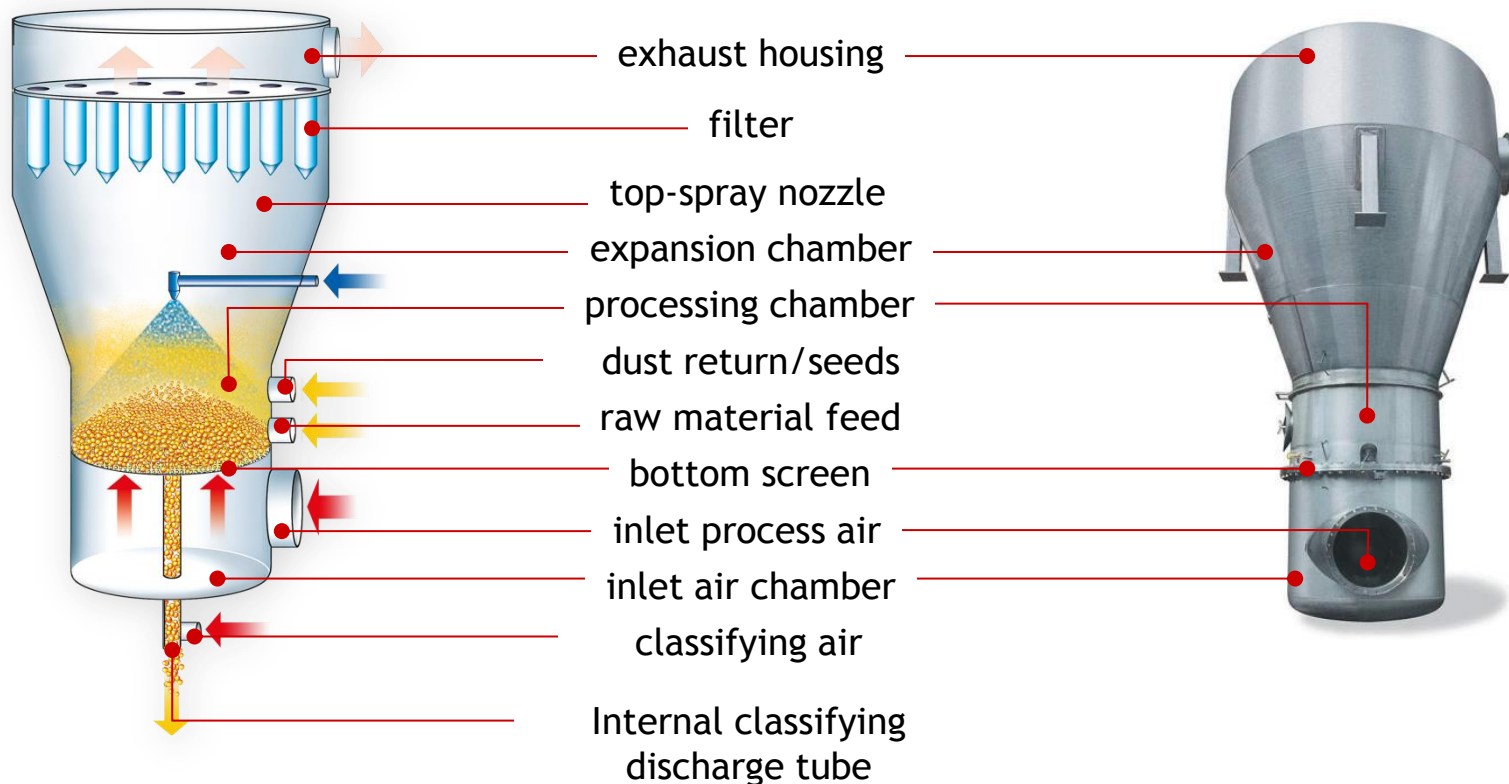 exhaust housing
filter
top-spray nozzle
expansion chamber
processing chamber
dust return/seeds
raw material feed
bottom screen
inlet process air
inlet air chamber
classifying air
Internal classifying
discharge tube